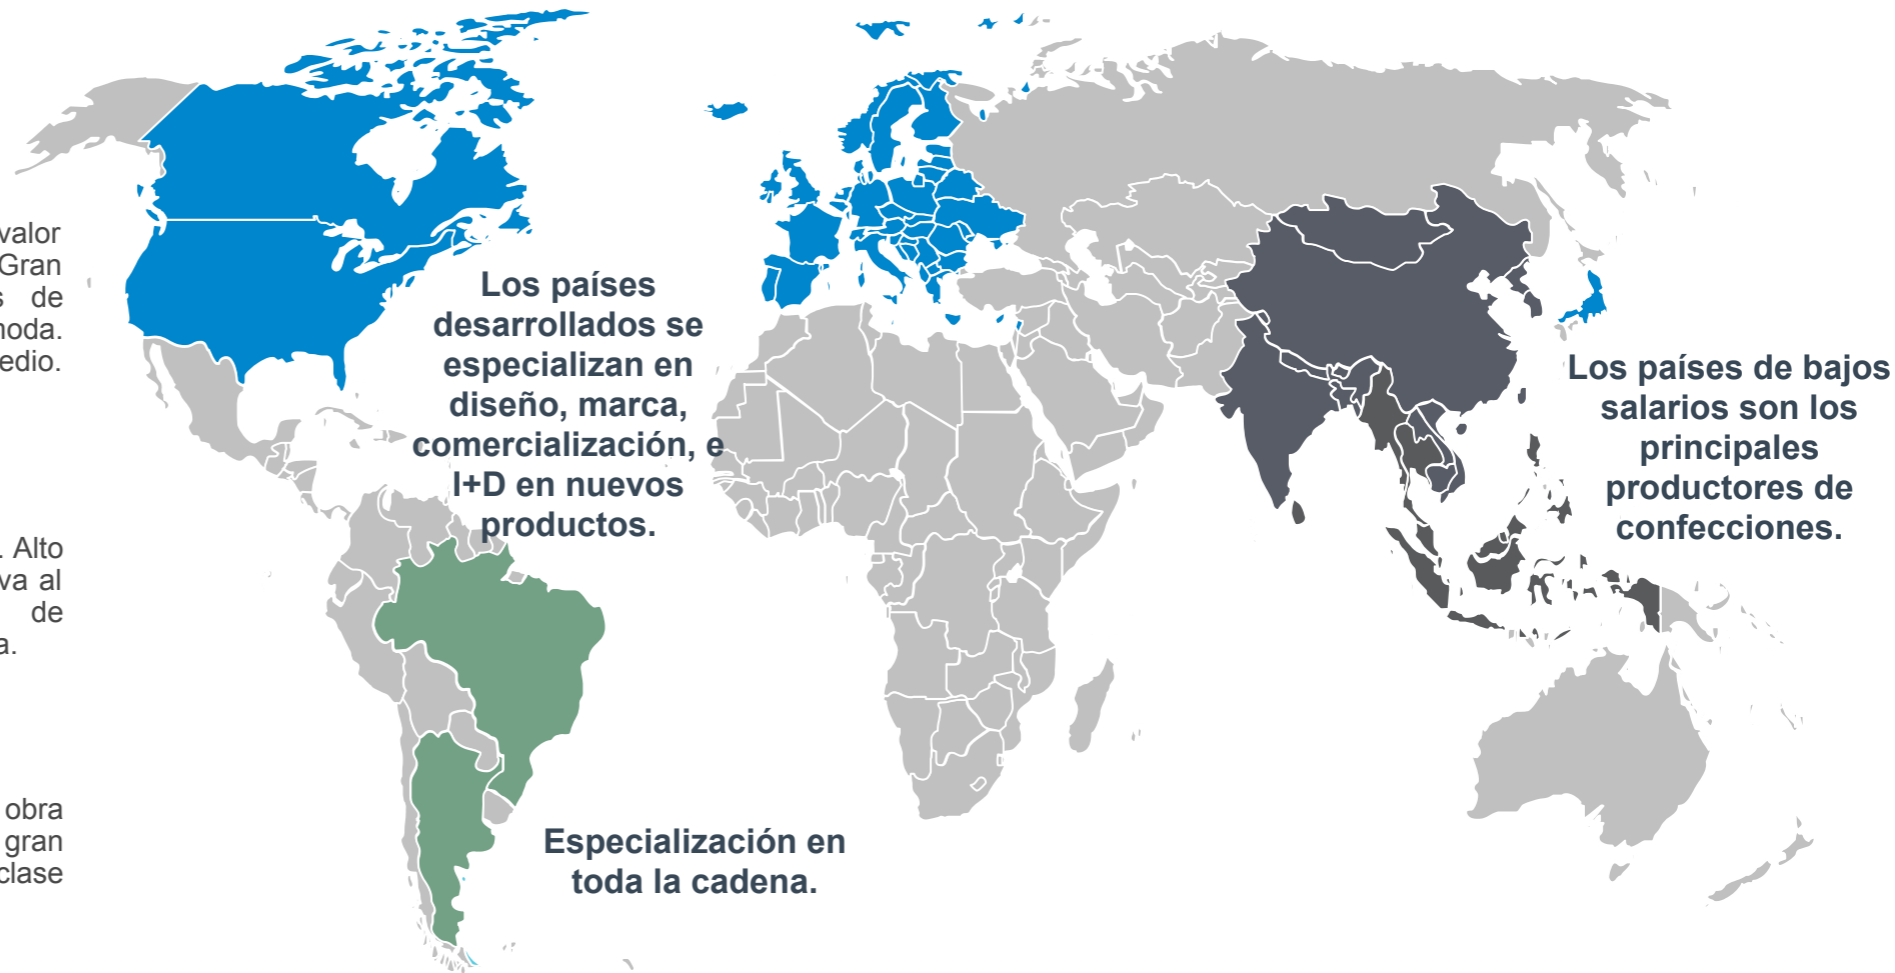 valor
Gran
s de
noda.
edio.
. Alto
va al
de
a.
obra
gran
clase
Los países
desarrollados se
especializan en
diseño, marca,
comercialización, e
I+D en nuevos
productos.
Especialización en
toda la cadena.
Los países de bajos
salarios son los
principales
productores de
confecciones.